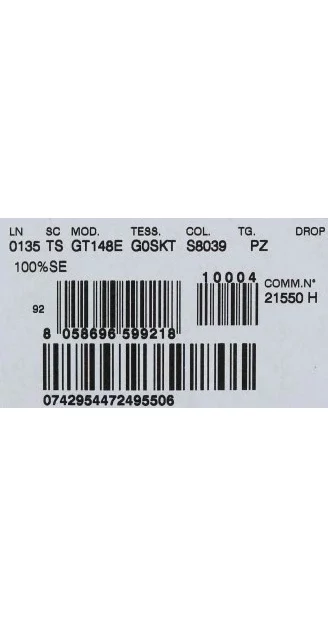 LN SC MOD. TESS. COL. TG. DROP
0135 TS GT148E G0SKT S8039 PZ
100%SE
10004
COMM.N°
21550 H
92
8 058696 599218
0742954472495506